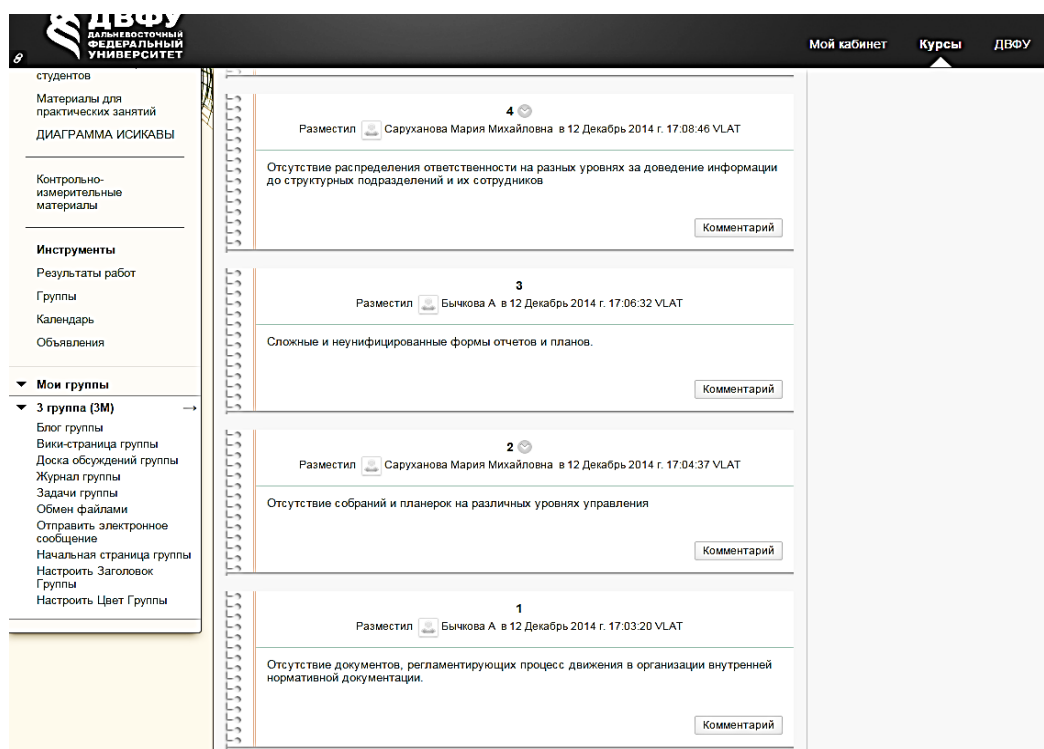 ДВФУ
ДАЛЬНЕВОСТОЧНЫЙ
ФЕДЕРАЛЬНЫЙ
УНИВЕРСИТЕТ
Мой кабинет
Курсы
ДВФУ
студентов
Материалы для
практических занятий
ДИАГРАММА ИСИКАВЫ
Контрольно-
измерительные
материалы
Инструменты
Результаты работ
Группы
Календарь
Объявления
Мои группы
3 группа (3М) →
Блог группы
Вики-страница группы
Доска обсуждений группы
Журнал группы
Задачи группы
Обмен файлами
Отправить электронное
сообщение
Начальная страница группы
Настроить Заголовок
Группы
Настроить Цвет Группы
4
Разместил Саруханова Мария Михайловна в 12 Декабрь 2014 г. 17:08:46 VLAT
Отсутствие распределения ответственности на разных уровнях за доведение информации
до структурных подразделений и их сотрудников
Комментарий
3
Разместил Бычкова А в 12 Декабрь 2014 г. 17:06:32 VLAT
Сложные и неунифицированные формы отчетов и планов.
Комментарий
2
Разместил Саруханова Мария Михайловна в 12 Декабрь 2014 г. 17:04:37 VLAT
Отсутствие собраний и планерок на различных уровнях управления
Комментарий
1
Разместил Бычкова А в 12 Декабрь 2014 г. 17:03:20 VLAT
Отсутствие документов, регламентирующих процесс движения в организации внутренней
нормативной документации.
Комментарий